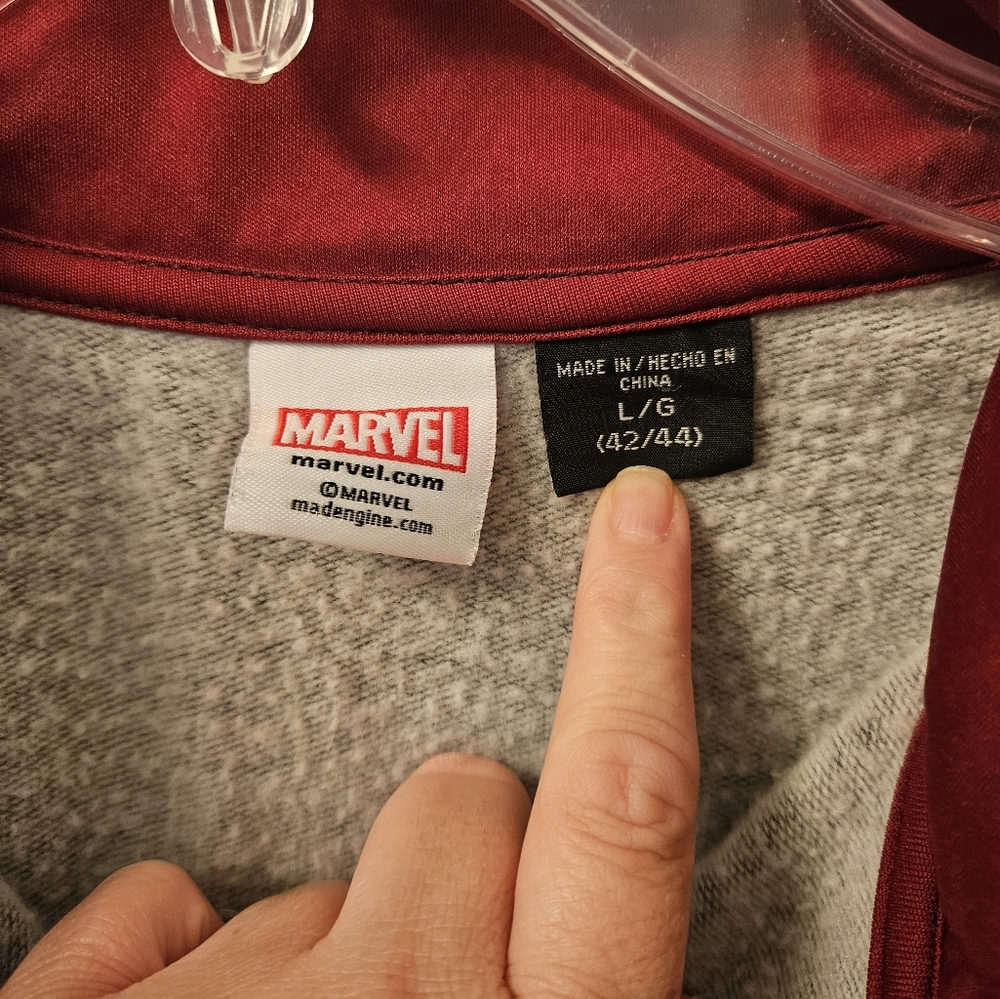 MARVEL
marvel.com
©MARVEL
madengine.com
MADE IN/HECHO EN
CHINA
L/G
(42/44)